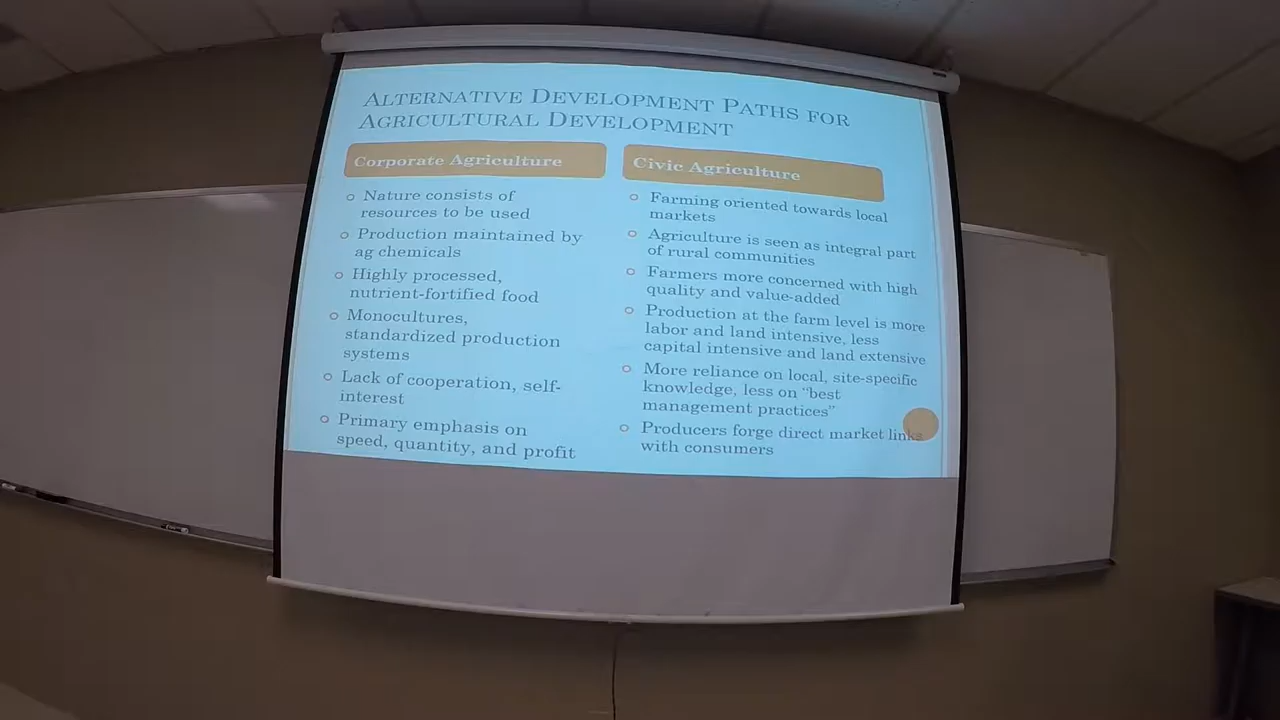 ALTERNATIVE DEVELOPMENT PATHS FOR
AGRICULTURAL DEVELOPMENT
Corporate Agriculture
Nature consists of
resources to be used
Production maintained by
ag chemicals
Highly processed,
nutrient-fortified food
Monocultures,
standardized production
systems
Lack of cooperation, self-
interest
Primary emphasis on
speed, quantity, and profit
Civic Agriculture
Farming oriented towards local
markets
Agriculture is seen as integral part
of rural communities
Farmers more concerned with high
quality and value-added
Production at the farm level is more
labor and land intensive, less
capital intensive and land extensive
More reliance on local, site-specific
knowledge, less on "best
management practices"
Producers forge direct market links
with consumers